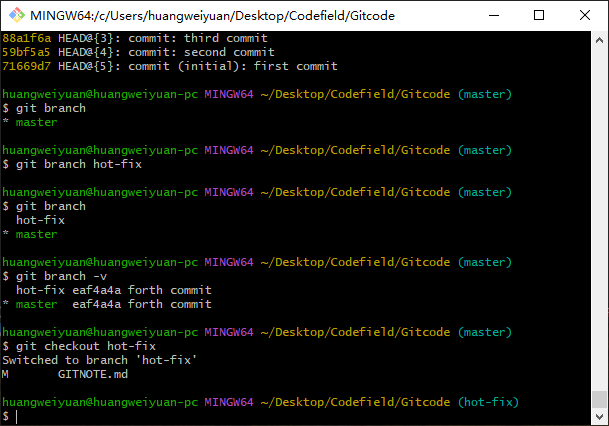 MINGW64:/c/Users/huangweiyuan/Desktop/Codefield/Gitcode
88a1f6a HEAD@{3}: commit: third commit
59bf5a5 HEAD@{4}: commit: second commit
71669d7 HEAD@{5}: commit (initial): first commit
huangweiyuan@huangweiyuan-pc MINGW64 ~/Desktop/Codefield/Gitcode (master)
$ git branch
* master
huangweiyuan@huangweiyuan-pc MINGW64 ~/Desktop/Codefield/Gitcode (master)
$ git branch hot-fix
huangweiyuan@huangweiyuan-pc MINGW64 ~/Desktop/Codefield/Gitcode (master)
$ git branch
  hot-fix
* master
huangweiyuan@huangweiyuan-pc MINGW64 ~/Desktop/Codefield/Gitcode (master)
$ git branch -v
  hot-fix eaf4a4a forth commit
* master  eaf4a4a forth commit
huangweiyuan@huangweiyuan-pc MINGW64 ~/Desktop/Codefield/Gitcode (master)
$ git checkout hot-fix
Switched to branch 'hot-fix'
M       GITNOTE.md
huangweiyuan@huangweiyuan-pc MINGW64 ~/Desktop/Codefield/Gitcode (hot-fix)
$